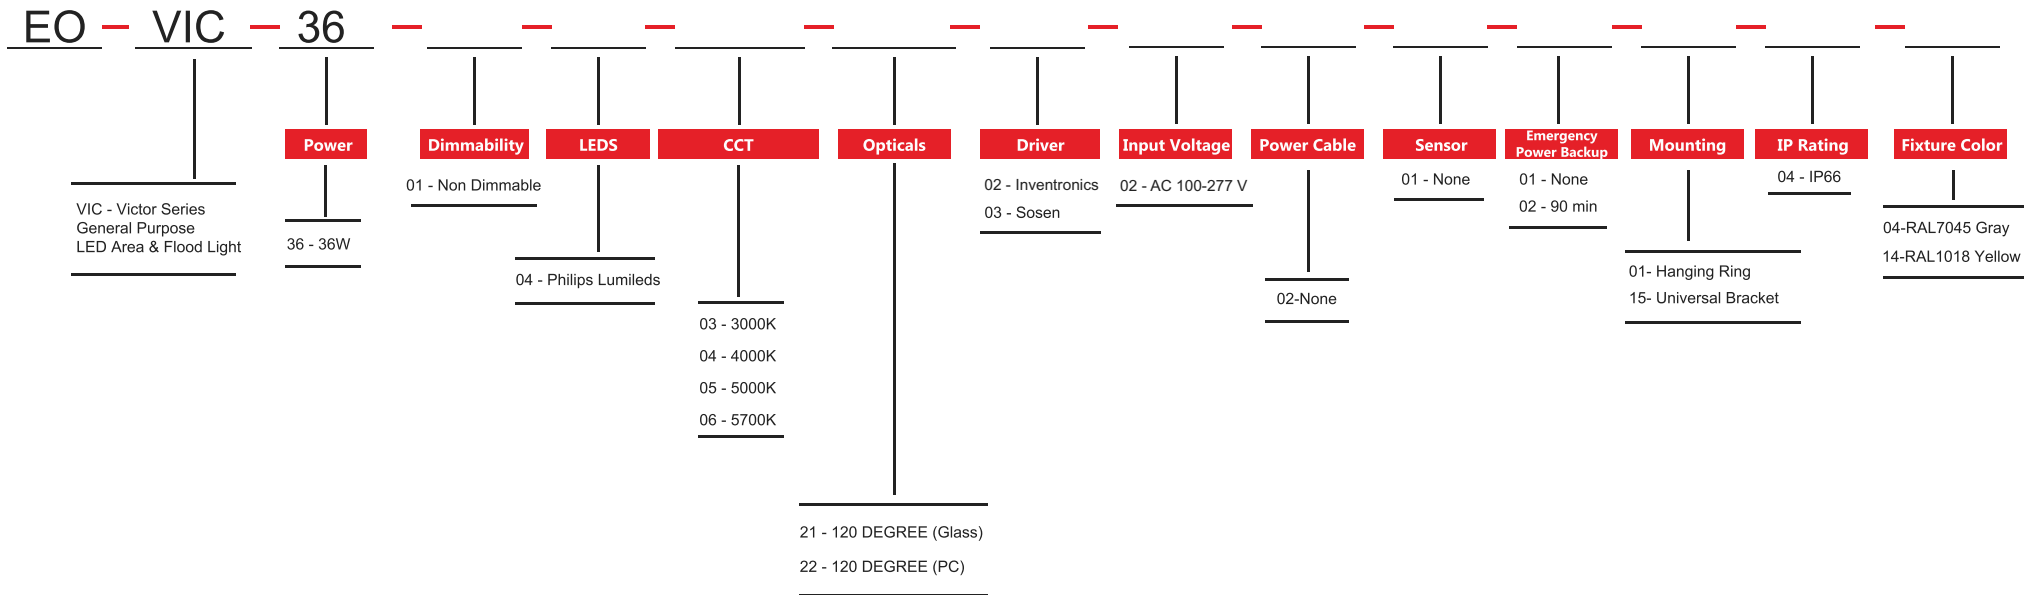 EO — VIC — 36 — — — — — — — — — — — —
Power
Dimmability
LEDS
CCT
Opticals
Driver
Input Voltage
Power Cable
Sensor
Emergency
Power Backup
Mounting
IP Rating
Fixture Color
VIC - Victor Series
General Purpose
LED Area & Flood Light
36 - 36W
01 - Non Dimmable
04 - Philips Lumileds
03 - 3000K
04 - 4000K
05 - 5000K
06 - 5700K
21 - 120 DEGREE (Glass)
22 - 120 DEGREE (PC)
02 - Inventronics
03 - Sosen
02 - AC 100-277 V
02-None
01 - None
01 - None
02 - 90 min
01- Hanging Ring
15- Universal Bracket
04 - IP66
04-RAL7045 Gray
14-RAL1018 Yellow